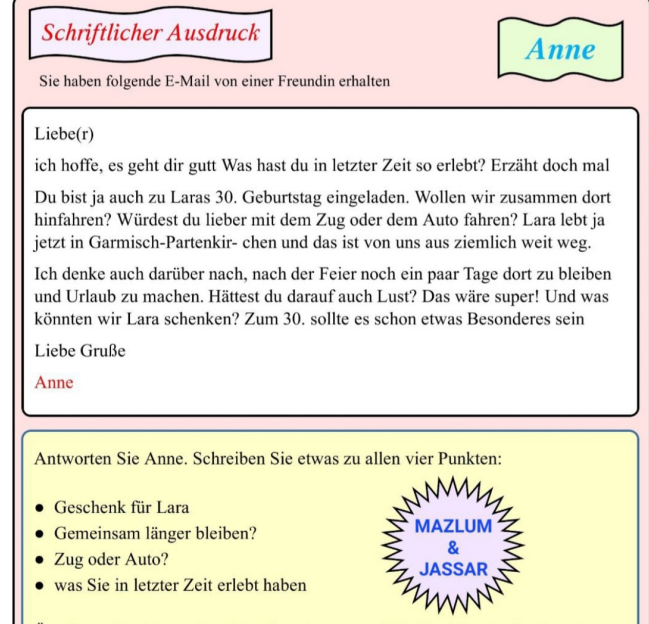 Schriftlicher Ausdruck
Anne
Sie haben folgende E-Mail von einer Freundin erhalten
Liebe(r)
ich hoffe, es geht dir gutt Was hast du in letzter Zeit so erlebt? Erzäht doch mal
Du bist ja auch zu Laras 30. Geburtstag eingeladen. Wollen wir zusammen dort
hinfahren? Würdest du lieber mit dem Zug oder dem Auto fahren? Lara lebt ja
jetzt in Garmisch-Partenkir- chen und das ist von uns aus ziemlich weit weg.
Ich denke auch darüber nach, nach der Feier noch ein paar Tage dort zu bleiben
und Urlaub zu machen. Hättest du darauf auch Lust? Das wäre super! Und was
könnten wir Lara schenken? Zum 30. sollte es schon etwas Besonderes sein
Liebe Gruße
Anne
Antworten Sie Anne. Schreiben Sie etwas zu allen vier Punkten:
● Geschenk für Lara
● Gemeinsam länger bleiben?
● Zug oder Auto?
● was Sie in letzter Zeit erlebt haben
MAZLUM
&
JASSAR